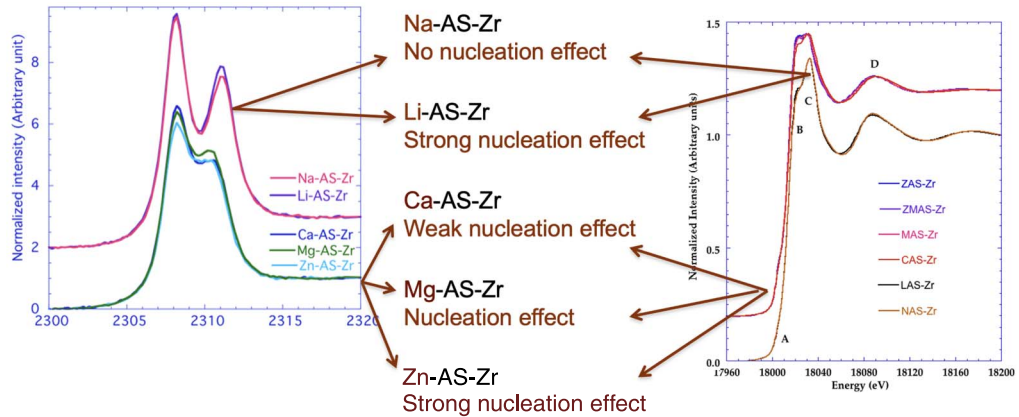 Normalized intensity (Arbitrary unit)
8
6
4
2
0
2300
2305
2310
2315
2320
Na-AS-Zr
Li-AS-Zr
Ca-AS-Zr
Mg-AS-Zr
Zn-AS-Zr
Na-AS-Zr
No nucleation effect
Li-AS-Zr
Strong nucleation effect
Ca-AS-Zr
Weak nucleation effect
Mg-AS-Zr
Nucleation effect
Zn-AS-Zr
Strong nucleation effect
Normalized Intensity (Arbitrary units)
1.5
1.0
0.5
0.0
A
B
C
D
ZAS-Zr
ZMAS-Zr
MAS-Zr
CAS-Zr
LAS-Zr
NAS-Zr
17960
18000
18040
18080
18120
18160
18200
Energy (eV)